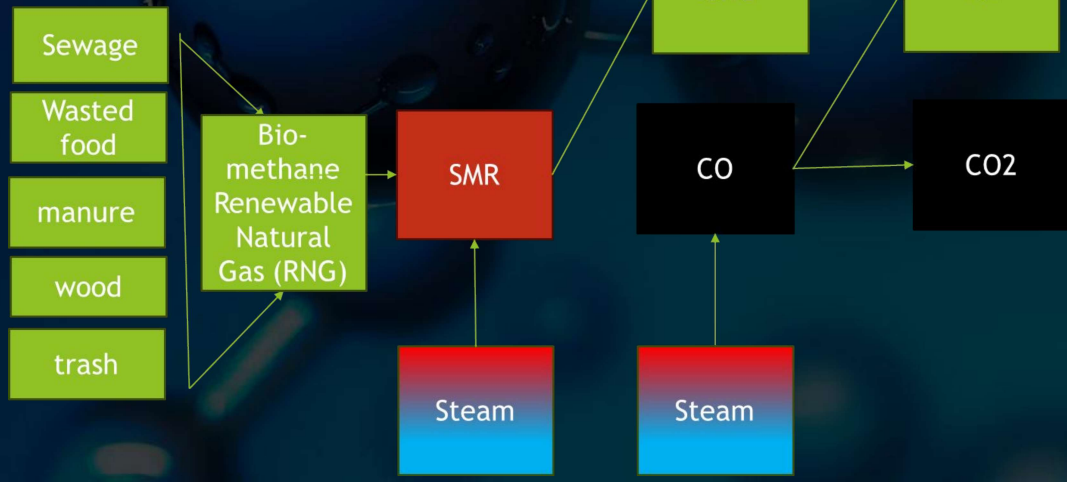 Sewage
Wasted
food
manure
wood
trash
Bio-
methane
Renewable
Natural
Gas (RNG)
SMR
CO
CO2
Steam
Steam